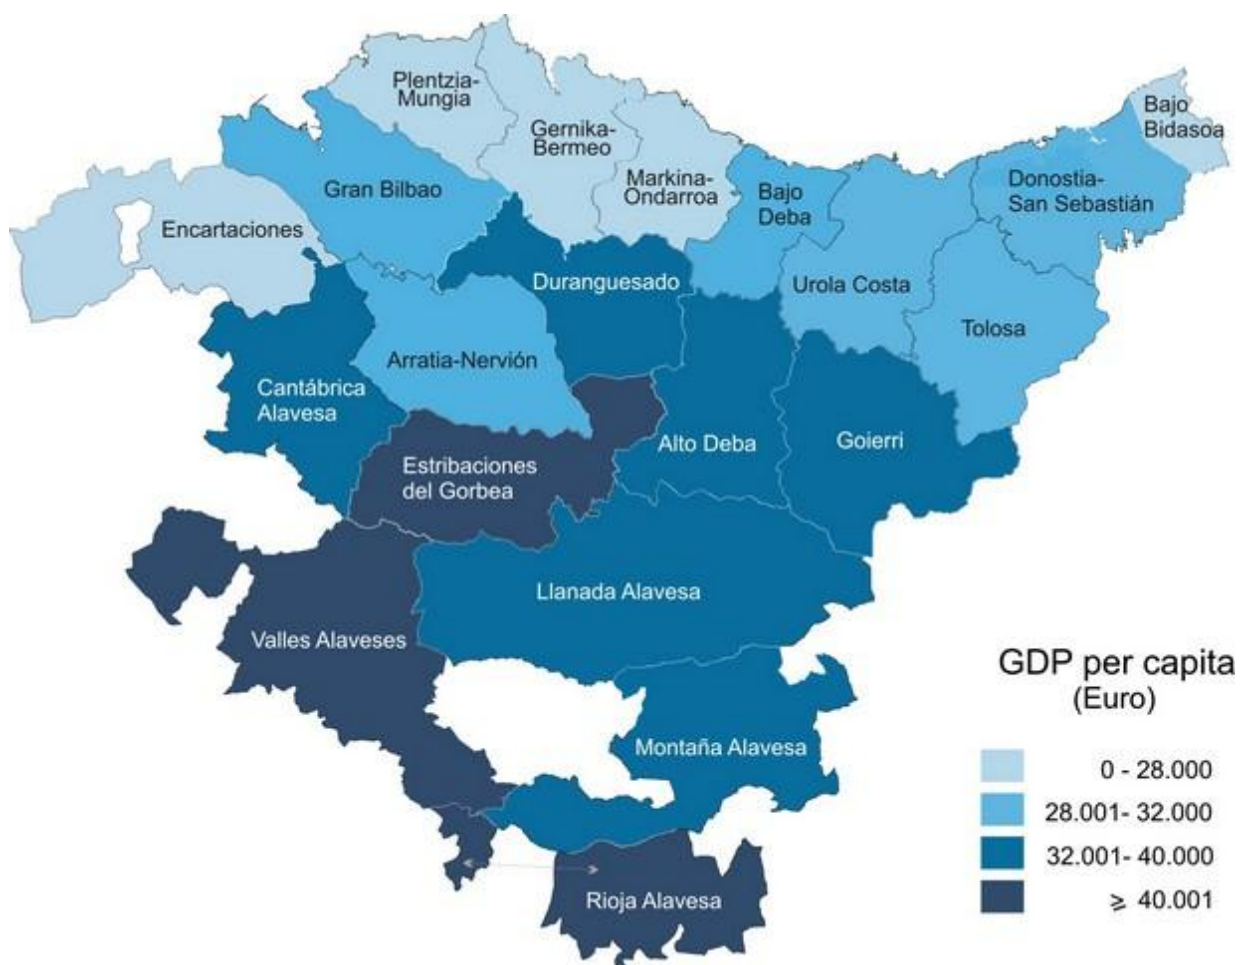 Plentzia-
Mungia
Gernika-
Bermeo
Markina-
Ondarroa
Bajo
Bidasoa
Gran Bilbao
Bajo
Deba
Donostia-
San Sebastián
Encartaciones
Duranguesado
Urola Costa
Tolosa
Arratia-Nervión
Cantábrica
Alavesa
Alto Deba
Goierri
Estribaciones
del Gorbea
Llanada Alavesa
Valles Alaveses
Montaña Alavesa
Rioja Alavesa
GDP per capita
(Euro)
0 - 28.000
28.001- 32.000
32.001- 40.000
⩾ 40.001